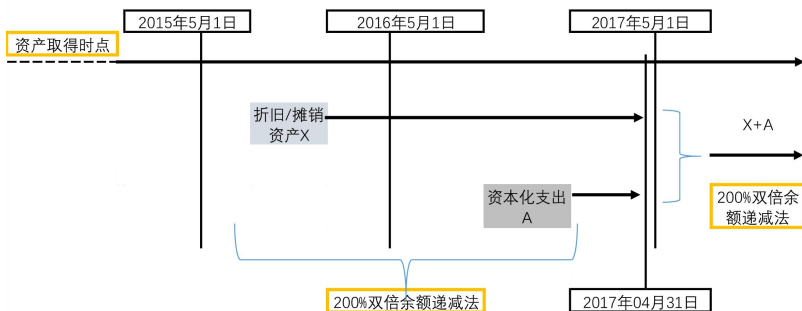 2015年5月1日
2016年5月1日
2017年5月1日
资产取得时点
折旧/摊销
资产X
X+A
资本化支出
A
200%双倍余
额递减法
200%双倍余额递减法
2017年04月31日